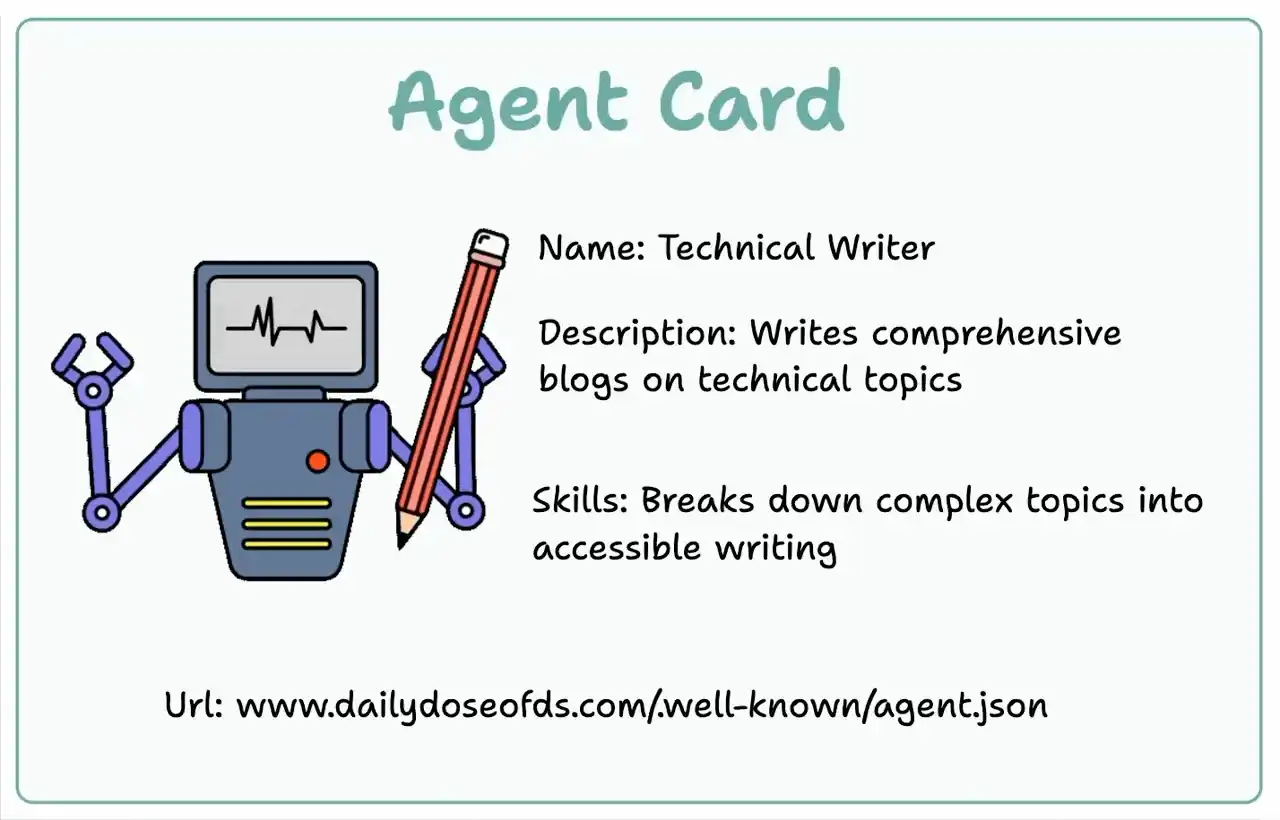 Agent Card
Name: Technical Writer
Description: Writes comprehensive
blogs on technical topics
Skills: Breaks down complex topics into
accessible writing
Url: www.dailydoseofds.com/.well-known/agent.json